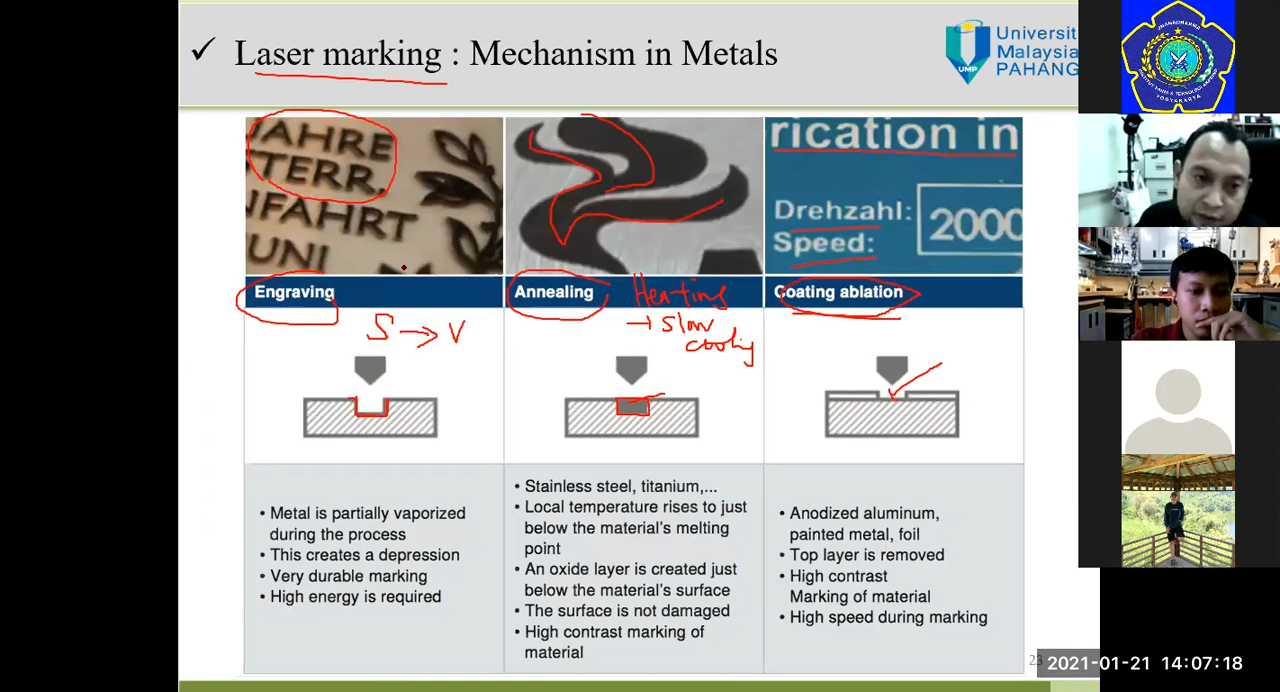 ✓ Laser marking : Mechanism in Metals
Universiti
Malaysia
PAHANG
UMP
JAHRE
TERR,
NFAHRT
UNI
rication in
Drehzahl:
Speed:
2000
Engraving
Annealing
Coating ablation
S → V
Heating
→ slow
cooling
• Metal is partially vaporized
during the process
• This creates a depression
• Very durable marking
• High energy is required
• Stainless steel, titanium,...
• Local temperature rises to just
below the material's melting
point
• An oxide layer is created just
below the material's surface
• The surface is not damaged
• High contrast marking of
material
• Anodized aluminum,
painted metal, foil
• Top layer is removed
• High contrast
Marking of material
• High speed during marking
23
2021-01-21 14:07:18
YOGYAKARTA